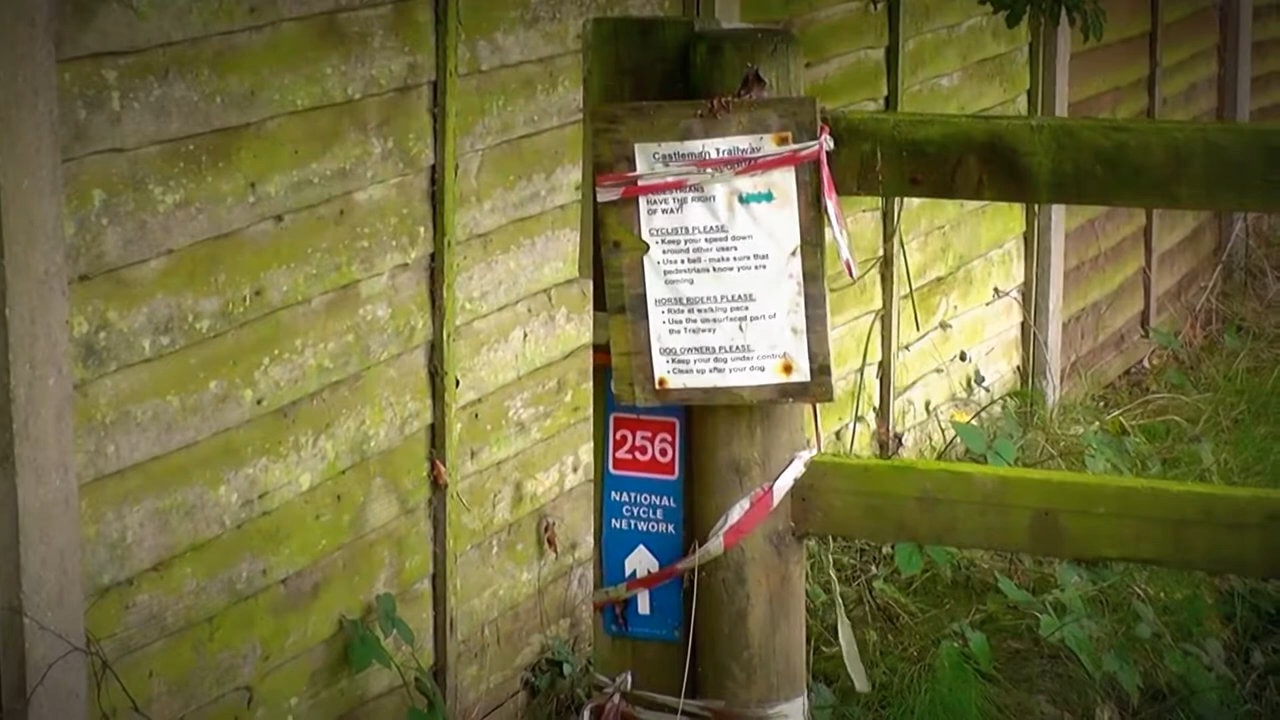 Castleman Trailway
PEDESTRIANS
HAVE THE RIGHT
OF WAY!
CYCLISTS PLEASE:
• Keep your speed down
around other users
• Use a bell - make sure that
pedestrians know you are
coming
HORSE RIDERS PLEASE:
• Ride at walking pace
• Use the un-surfaced part of
the Trailway
DOG OWNERS PLEASE:
• Keep your dog under control
• Clean up after your dog
256
NATIONAL
CYCLE
NETWORK